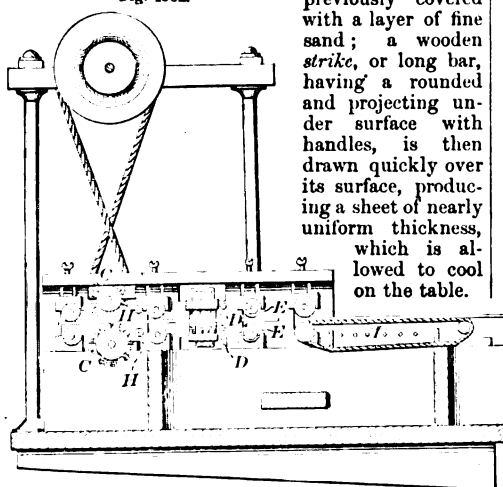 previously covered
with a layer of fine
sand; a wooden
strike, or long bar,
having a rounded
and projecting un-
der surface with
handles, is then
drawn quickly over
its surface, produc-
ing a sheet of nearly
uniform thickness,
which is al-
lowed to cool
on the table.
C
H
E
D
E
I
C
H
D